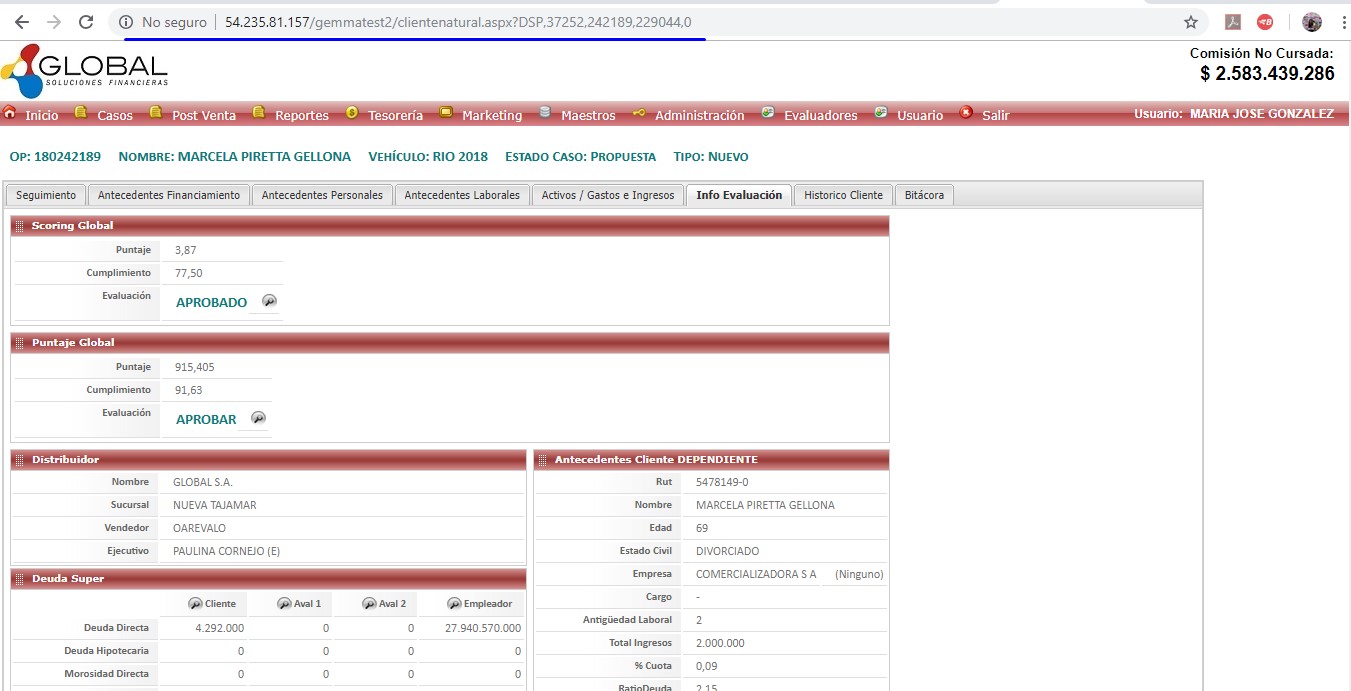 No seguro | 54.235.81.157/gemmatest2/clientenatural.aspx?DSP,37252,242189,229044,0
GLOBAL
SOLUCIONES FINANCIERAS
Comisión No Cursada:
$ 2.583.439.286
Inicio Casos Post Venta Reportes Tesorería Marketing Maestros Administración Evaluadores Usuario Salir Usuario: MARIA JOSE GONZALEZ
OP: 180242189 NOMBRE: MARCELA PIRETTA GELLONA VEHÍCULO: RIO 2018 ESTADO CASO: PROPUESTA TIPO: NUEVO
Seguimiento Antecedentes Financiamiento Antecedentes Personales Antecedentes Laborales Activos / Gastos e Ingresos Info Evaluación Historico Cliente Bitácora
Scoring Global
Puntaje 3,87
Cumplimiento 77,50
Evaluación APROBADO
Puntaje Global
Puntaje 915,405
Cumplimiento 91,63
Evaluación APROBAR
Distribuidor
Nombre GLOBAL S.A.
Sucursal NUEVA TAJAMAR
Vendedor OAREVALO
Ejecutivo PAULINA CORNEJO (E)
Deuda Super
Cliente Aval 1 Aval 2 Empleador
Deuda Directa 4.292.000 0 0 27.940.570.000
Deuda Hipotecaria 0 0 0 0
Morosidad Directa 0 0 0 0
Antecedentes Cliente DEPENDIENTE
Rut 5478149-0
Nombre MARCELA PIRETTA GELLONA
Edad 69
Estado Civil DIVORCIADO
Empresa COMERCIALIZADORA S A (Ninguno)
Cargo -
Antigüedad Laboral 2
Total Ingresos 2.000.000
% Cuota 0,09
RatioDeuda 2,15